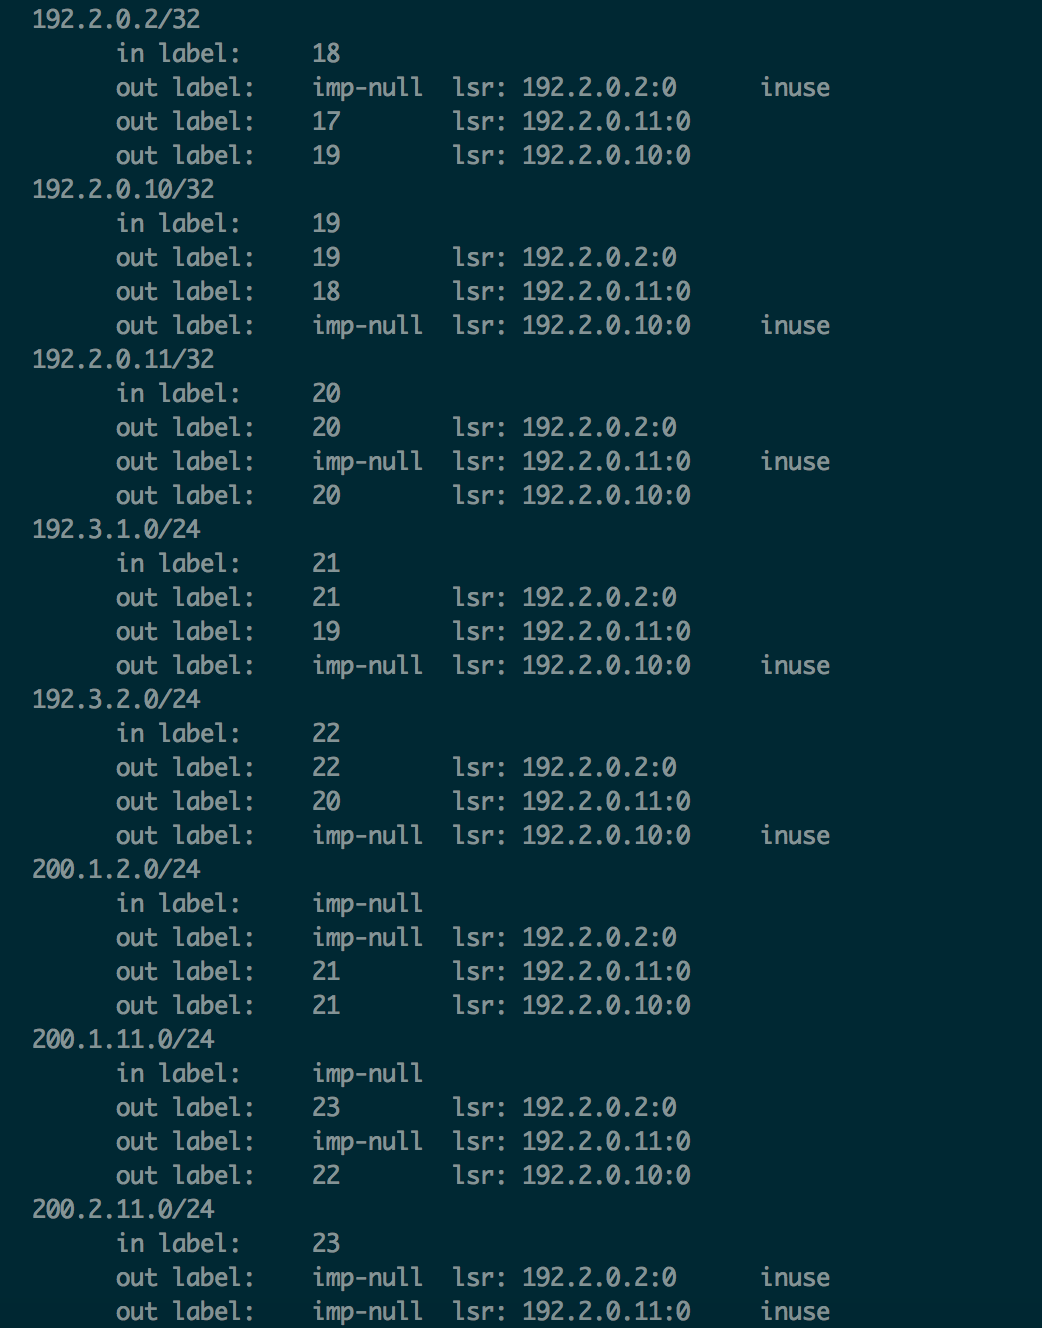 192.2.0.2/32
      in label:     18
      out label:    imp-null  lsr: 192.2.0.2:0      inuse
      out label:    17        lsr: 192.2.0.11:0
      out label:    19        lsr: 192.2.0.10:0
192.2.0.10/32
      in label:     19
      out label:    19        lsr: 192.2.0.2:0
      out label:    18        lsr: 192.2.0.11:0
      out label:    imp-null  lsr: 192.2.0.10:0     inuse
192.2.0.11/32
      in label:     20
      out label:    20        lsr: 192.2.0.2:0
      out label:    imp-null  lsr: 192.2.0.11:0     inuse
      out label:    20        lsr: 192.2.0.10:0
192.3.1.0/24
      in label:     21
      out label:    21        lsr: 192.2.0.2:0
      out label:    19        lsr: 192.2.0.11:0
      out label:    imp-null  lsr: 192.2.0.10:0     inuse
192.3.2.0/24
      in label:     22
      out label:    22        lsr: 192.2.0.2:0
      out label:    20        lsr: 192.2.0.11:0
      out label:    imp-null  lsr: 192.2.0.10:0     inuse
200.1.2.0/24
      in label:     imp-null
      out label:    imp-null  lsr: 192.2.0.2:0
      out label:    21        lsr: 192.2.0.11:0
      out label:    21        lsr: 192.2.0.10:0
200.1.11.0/24
      in label:     imp-null
      out label:    23        lsr: 192.2.0.2:0
      out label:    imp-null  lsr: 192.2.0.11:0
      out label:    22        lsr: 192.2.0.10:0
200.2.11.0/24
      in label:     23
      out label:    imp-null  lsr: 192.2.0.2:0      inuse
      out label:    imp-null  lsr: 192.2.0.11:0     inuse